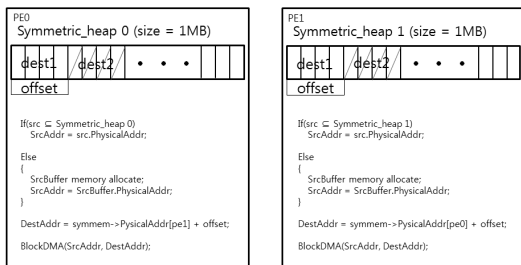 PE0
Symmetric_heap 0 (size = 1MB)
dest1 dest2 • • •
offset
If(src ⊆ Symmetric_heap 0)
SrcAddr = src.PhysicalAddr;
Else
{
SrcBuffer memory allocate;
SrcAddr = SrcBuffer.PhysicalAddr;
}
DestAddr = symmem->PysicalAddr[pe1] + offset;
BlockDMA(SrcAddr, DestAddr);
PE1
Symmetric_heap 1 (size = 1MB)
dest1 dest2 • • •
offset
If(src ⊆ Symmetric_heap 1)
SrcAddr = src.PhysicalAddr;
Else
{
SrcBuffer memory allocate;
SrcAddr = SrcBuffer.PhysicalAddr;
}
DestAddr = symmem->PysicalAddr[pe0] + offset;
BlockDMA(SrcAddr, DestAddr);